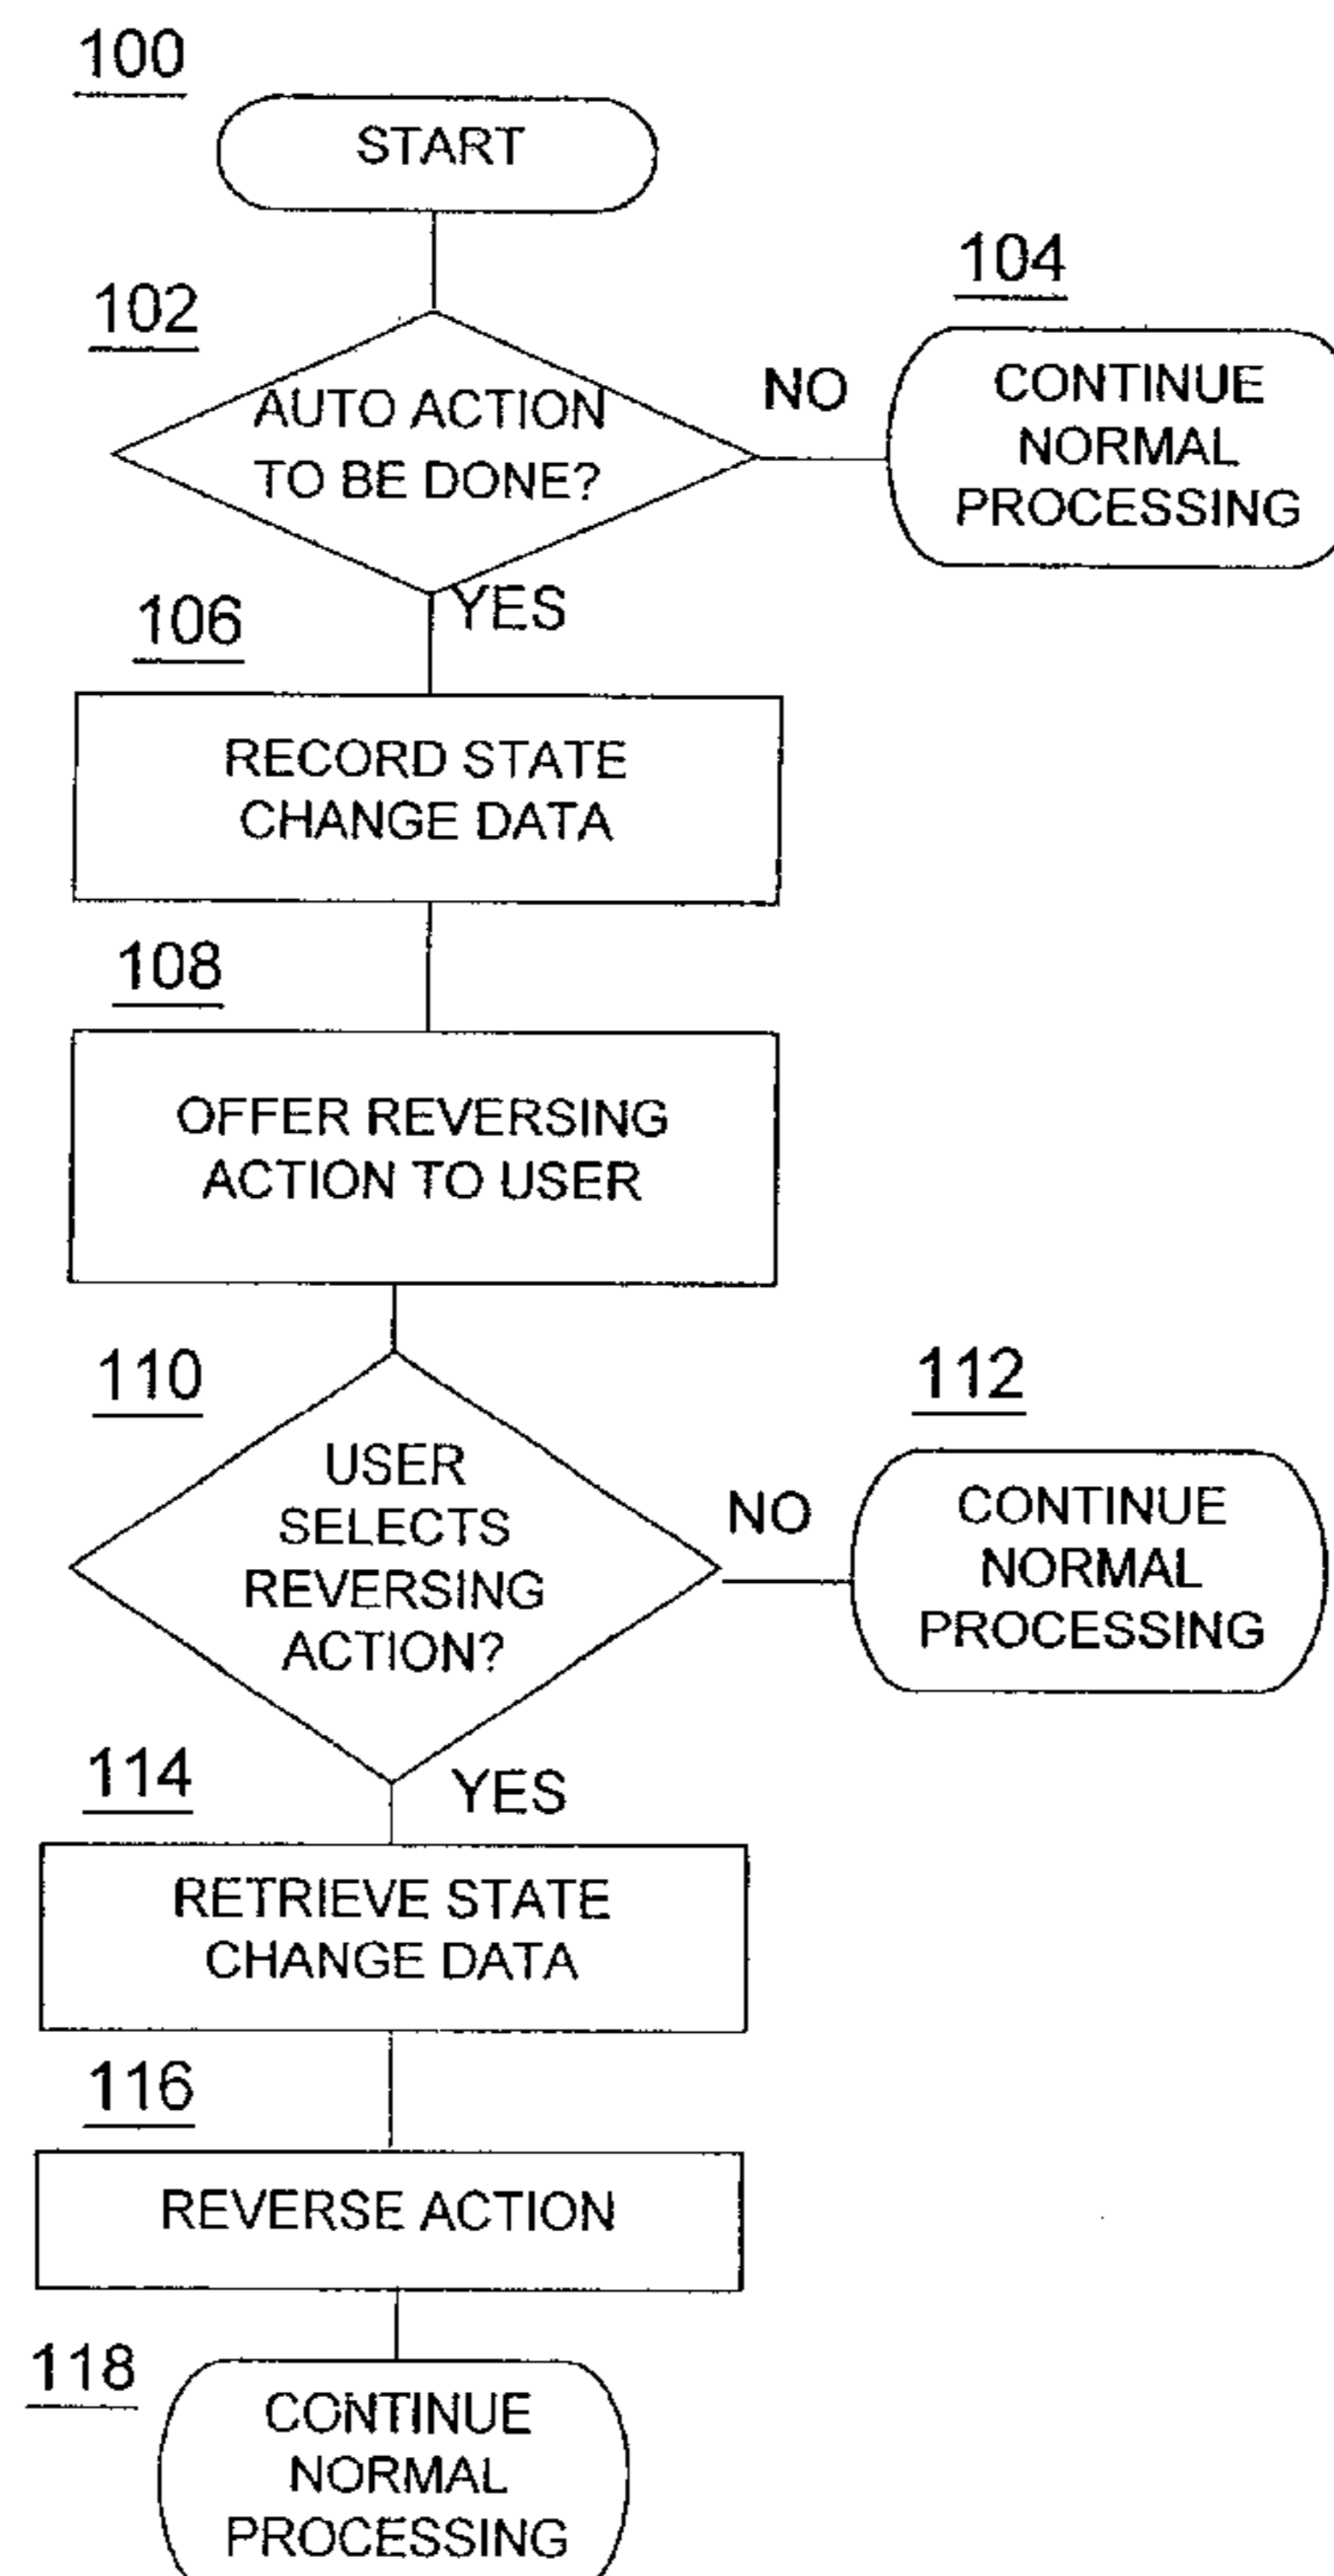 100
START
102
AUTO ACTION
TO BE DONE?
NO
104
CONTINUE
NORMAL
PROCESSING
YES
106
RECORD STATE
CHANGE DATA
108
OFFER REVERSING
ACTION TO USER
110
USER
SELECTS
REVERSING
ACTION?
NO
112
CONTINUE
NORMAL
PROCESSING
YES
114
RETRIEVE STATE
CHANGE DATA
116
REVERSE ACTION
118
CONTINUE
NORMAL
PROCESSING